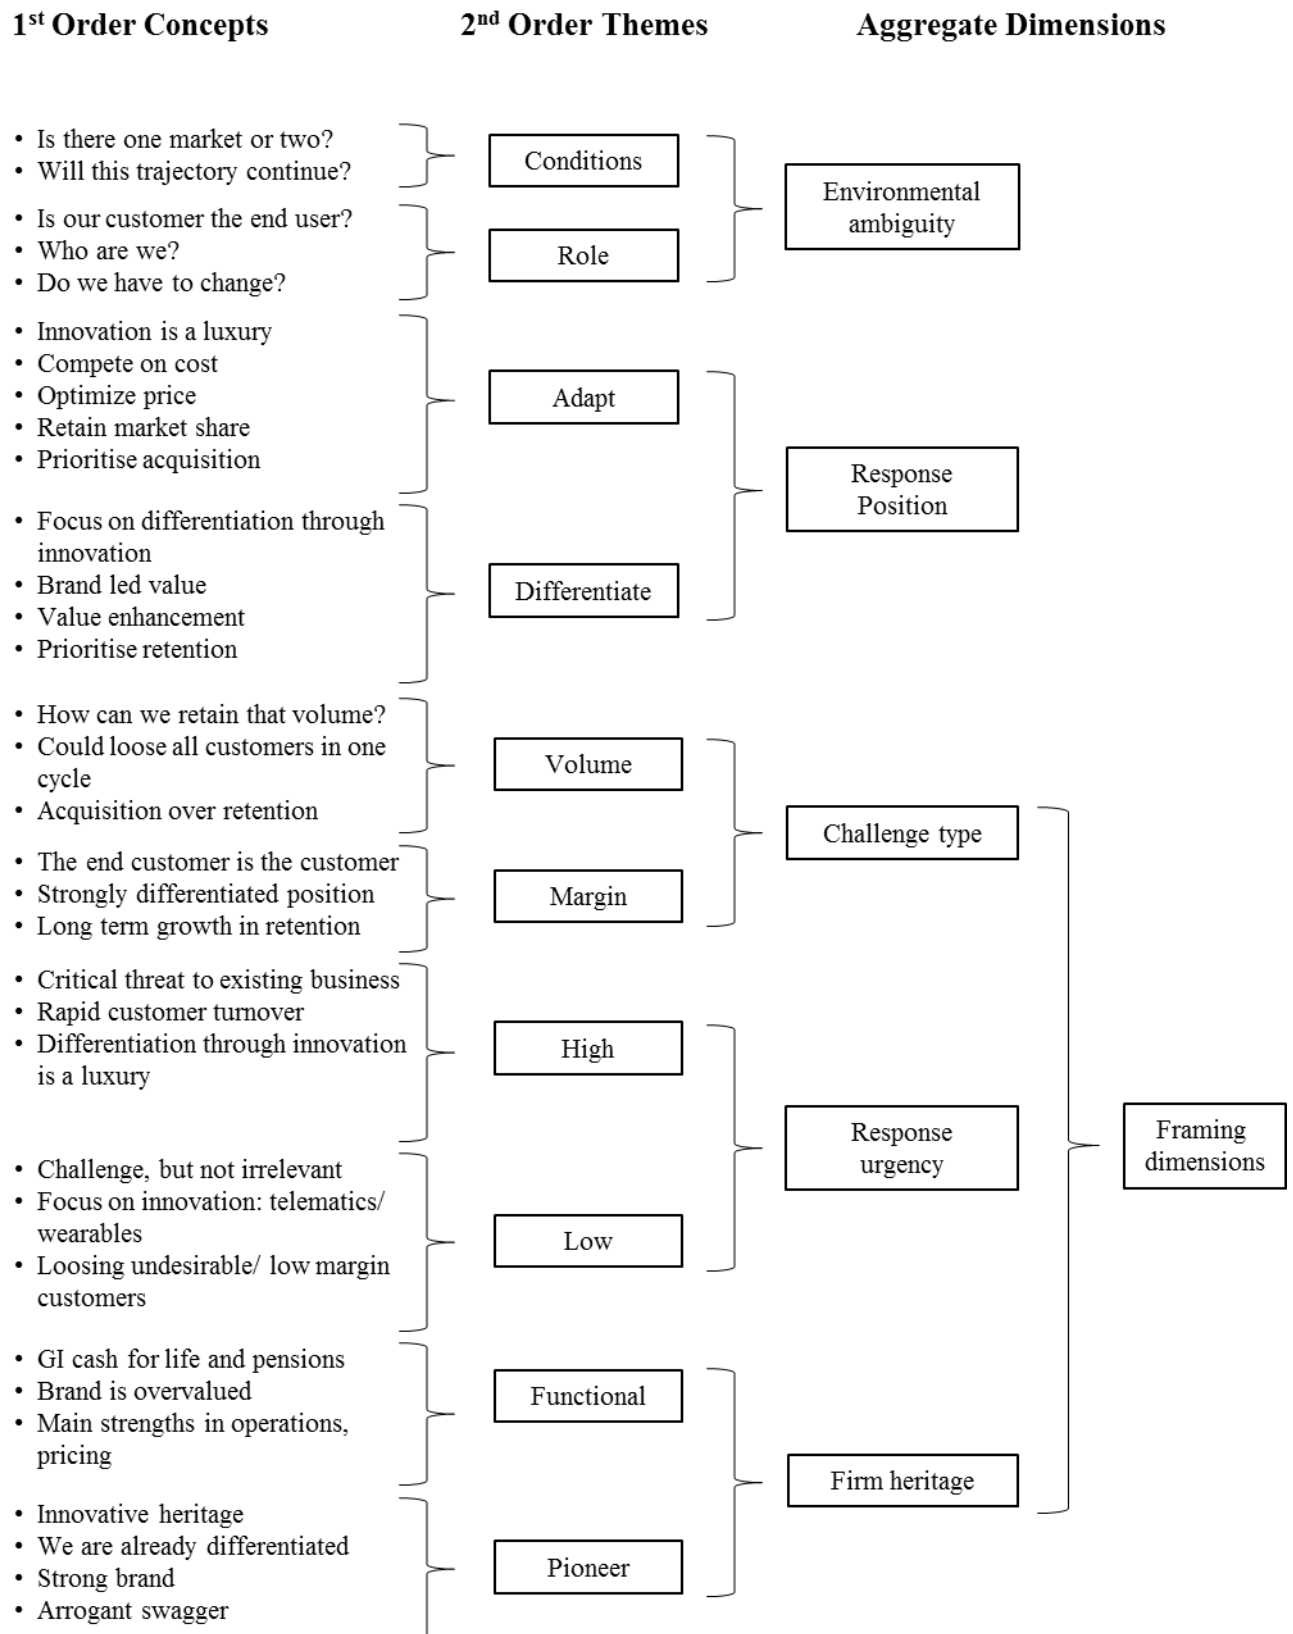 1st Order Concepts
2nd Order Themes
Aggregate Dimensions
• Is there one market or two?
• Will this trajectory continue?
Conditions
• Is our customer the end user?
• Who are we?
• Do we have to change?
Role
Environmental
ambiguity
• Innovation is a luxury
• Compete on cost
• Optimize price
• Retain market share
• Prioritise acquisition
Adapt
• Focus on differentiation through
innovation
• Brand led value
• Value enhancement
• Prioritise retention
Differentiate
Response
Position
• How can we retain that volume?
• Could loose all customers in one
cycle
• Acquisition over retention
Volume
• The end customer is the customer
• Strongly differentiated position
• Long term growth in retention
Margin
Challenge type
• Critical threat to existing business
• Rapid customer turnover
• Differentiation through innovation
is a luxury
High
• Challenge, but not irrelevant
• Focus on innovation: telematics/
wearables
• Loosing undesirable/ low margin
customers
Low
Response
urgency
• GI cash for life and pensions
• Brand is overvalued
• Main strengths in operations,
pricing
Functional
• Innovative heritage
• We are already differentiated
• Strong brand
• Arrogant swagger
Pioneer
Firm heritage
Framing
dimensions